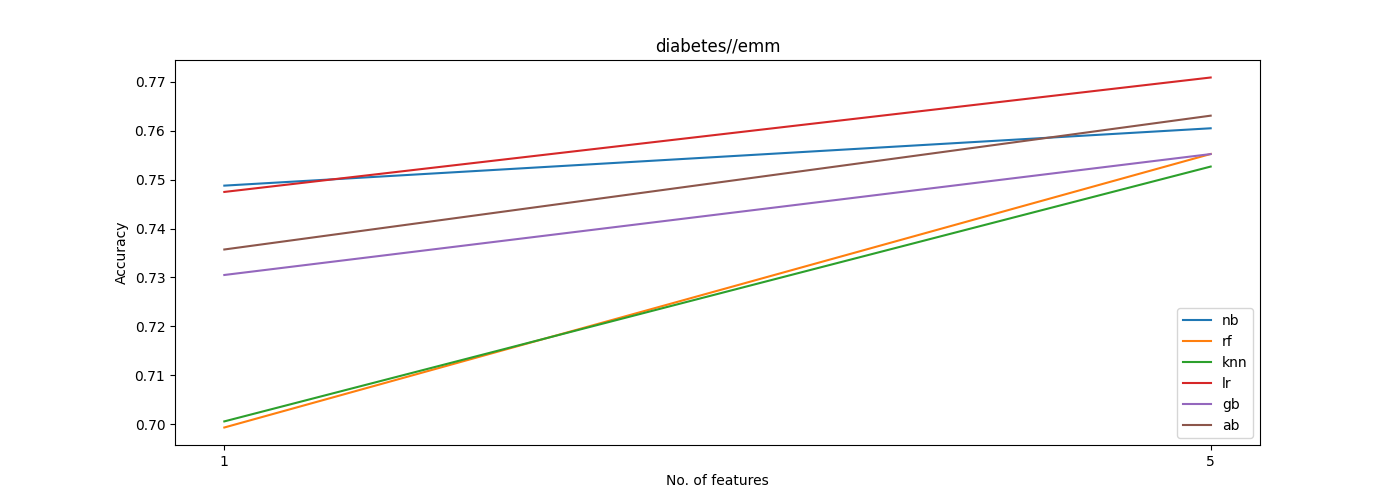 diabetes//emm
0.77
0.76
0.75
0.74
0.73
0.72
0.71
0.70
Accuracy
1
5
No. of features
nb
rf
knn
lr
gb
ab